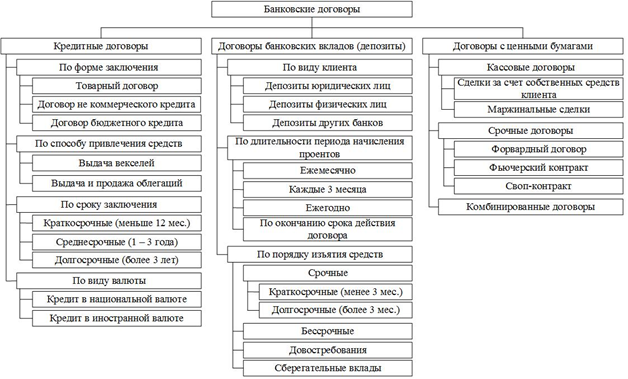 Банковские договоры
Кредитные договоры
По форме заключения
Товарный договор
Договор не коммерческого кредита
Договор бюджетного кредита
По способу привлечения средств
Выдача векселей
Выдача и продажа облегаций
По сроку заключения
Краткосрочные (меньше 12 мес.)
Среднесрочные (1 – 3 года)
Долгосрочные (более 3 лет)
По виду валюты
Кредит в национальной валюте
Кредит в иностранной валюте
Договоры банковских вкладов (депозиты)
По виду клиента
Депозиты юридических лиц
Депозиты физических лиц
Депозиты других банков
По длительности периода начисления
проентов
Ежемесячно
Каждые 3 месяца
Ежегодно
По окончанию срока действия
договора
По порядку изъятия средств
Срочные
Краткосрочные (менее 3 мес.)
Долгосрочные (более 3 мес.)
Бессрочные
Довостребования
Сберегательные вклады
Договоры с ценными бумагами
Кассовые договоры
Сделки за счет собственных средств
клиента
Маржинальные сделки
Срочные договоры
Форвардный договор
Фьючерский контракт
Своп-контракт
Комбинированные договоры